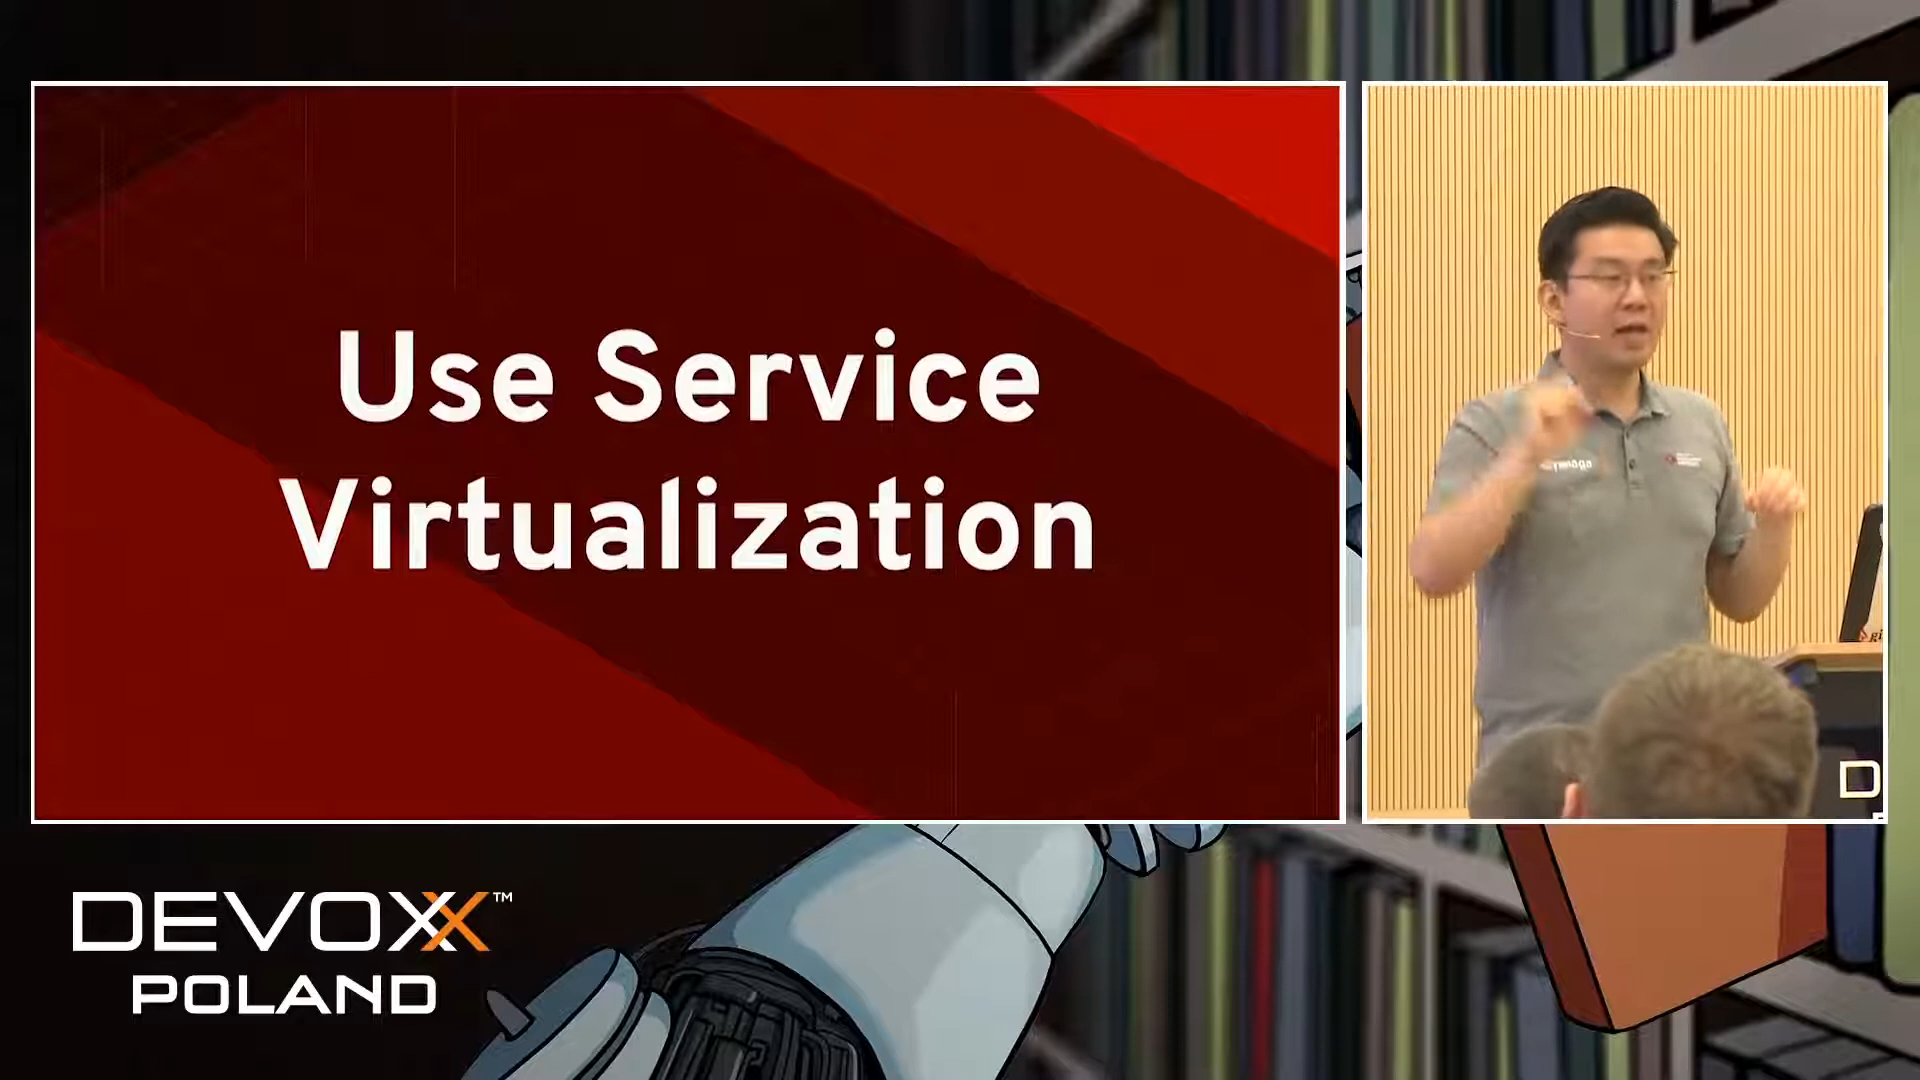 Use Service
Virtualization
DEVOXX™
POLAND